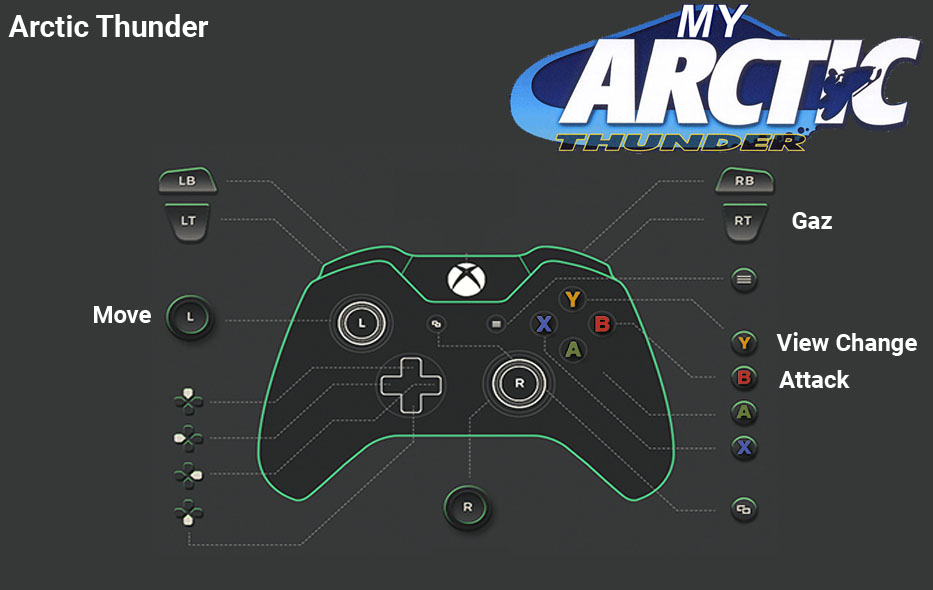 Arctic Thunder
MY
ARCTIC
THUNDER
LB
RB
LT
RT
Gaz
Move
L
L
Y
X
B
A
Y
View Change
B
Attack
R
A
X
R